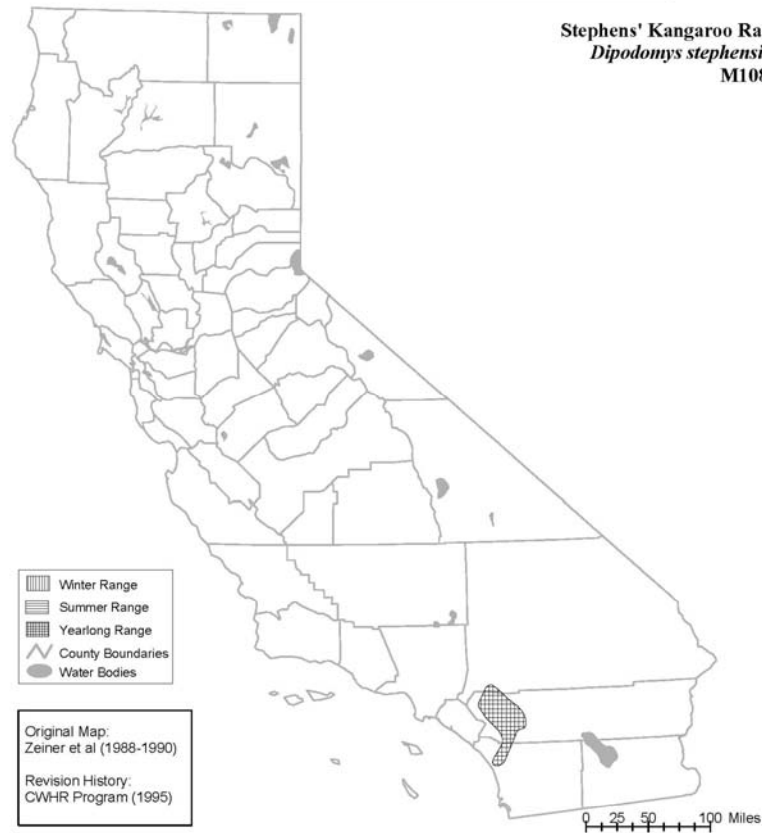 Stephens' Kangaroo Ra
Dipodomys stephensi
M108
Winter Range
Summer Range
Yearlong Range
County Boundaries
Water Bodies
Original Map:
Zeiner et al (1988-1990)
Revision History:
CWHR Program (1995)
0 25 50 100 Miles